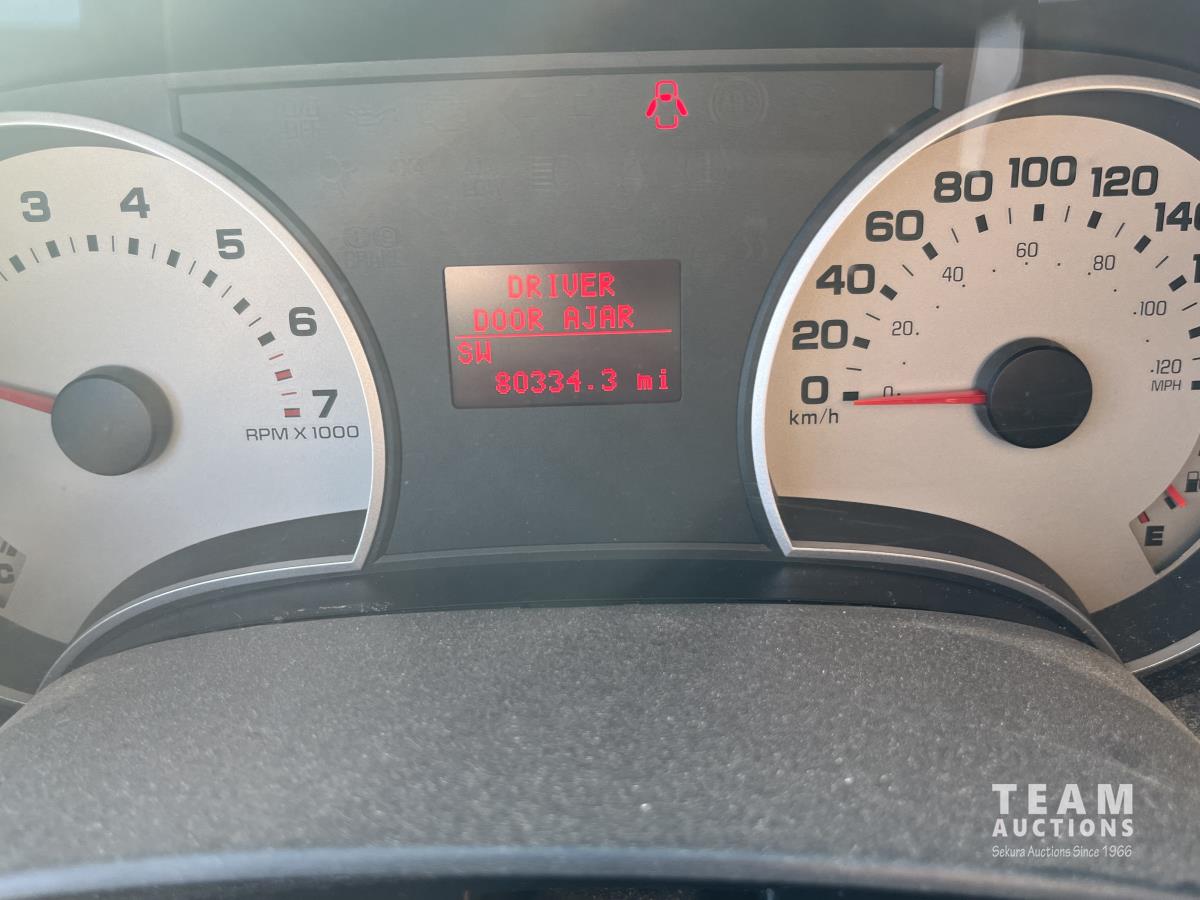 3
4
5
6
7
RPM X 1000
C
DRIVER
DOOR AJAR
SW
80334.3 mi
0
20
40
60
80
100
120
km/h
0
20
40
60
80
100
120
MPH
E
TEAM
AUCTIONS
Sekura Auctions Since 1966